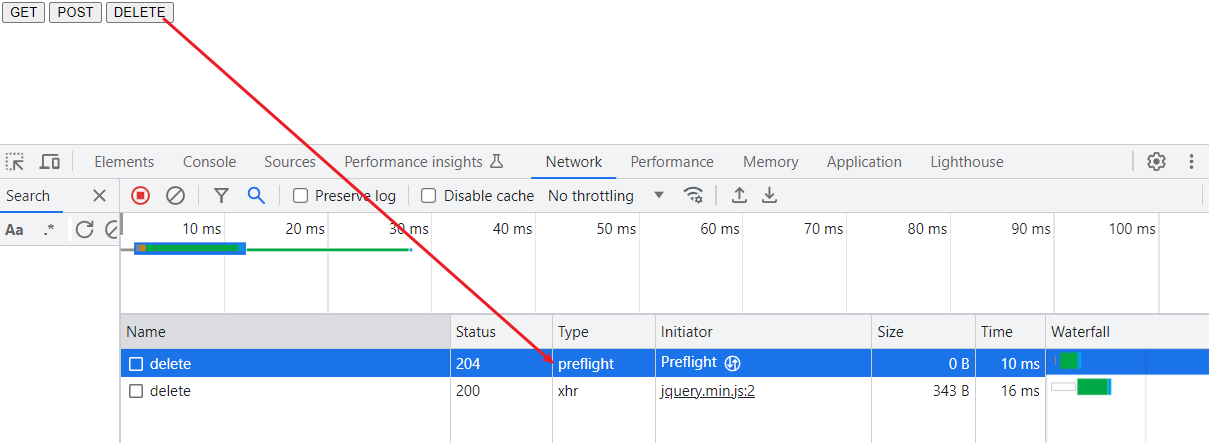 GET POST DELETE
Elements Console Sources Performance insights Network Performance Memory Application Lighthouse
Search Preserve log Disable cache No throttling
Aa .*
10 ms 20 ms 30 ms 40 ms 50 ms 60 ms 70 ms 80 ms 90 ms 100 ms
Name Status Type Initiator Size Time Waterfall
delete 204 preflight Preflight 0 B 10 ms
delete 200 xhr jquery.min.js:2 343 B 16 ms